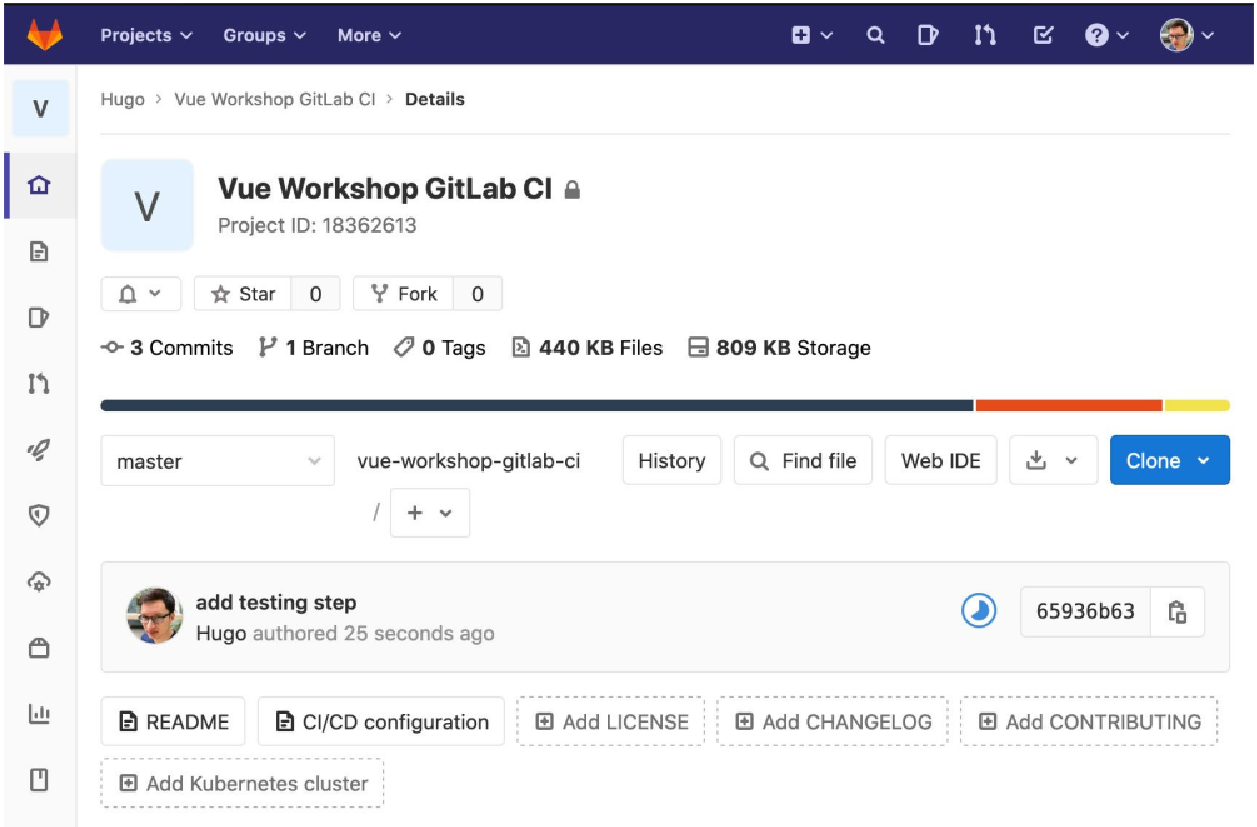 Projects Groups More
V
Hugo > Vue Workshop GitLab CI > Details
V
Vue Workshop GitLab CI
Project ID: 18362613
Star 0 Fork 0
3 Commits 1 Branch 0 Tags 440 KB Files 809 KB Storage
master vue-workshop-gitlab-ci History Find file Web IDE Clone
/ +
add testing step
Hugo authored 25 seconds ago
65936b63
README CI/CD configuration Add LICENSE Add CHANGELOG Add CONTRIBUTING
Add Kubernetes cluster